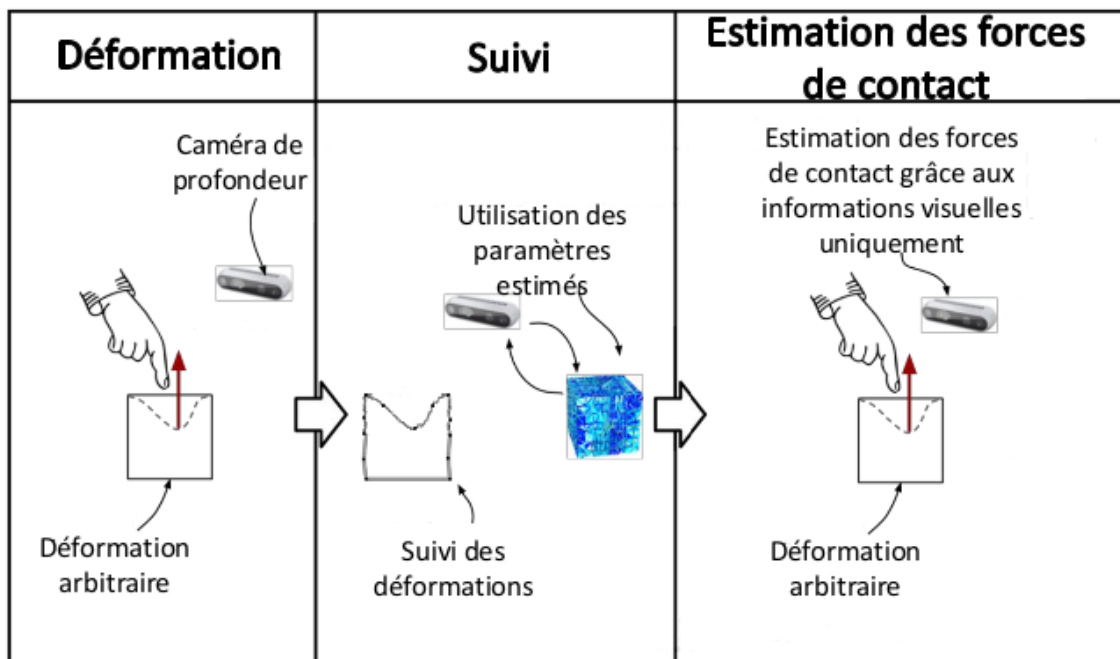 Déformation
Suivi
Estimation des forces
de contact
Caméra de
profondeur
Déformation
arbitraire
Utilisation des
paramètres
estimés
Suivi des
déformations
Estimation des forces
de contact grâce aux
informations visuelles
uniquement
Déformation
arbitraire